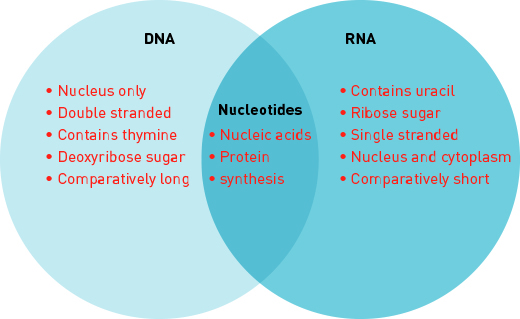 DNA
• Nucleus only
• Double stranded
• Contains thymine
• Deoxyribose sugar
• Comparatively long
Nucleotides
• Nucleic acids
• Protein
• synthesis
RNA
• Contains uracil
• Ribose sugar
• Single stranded
• Nucleus and cytoplasm
• Comparatively short